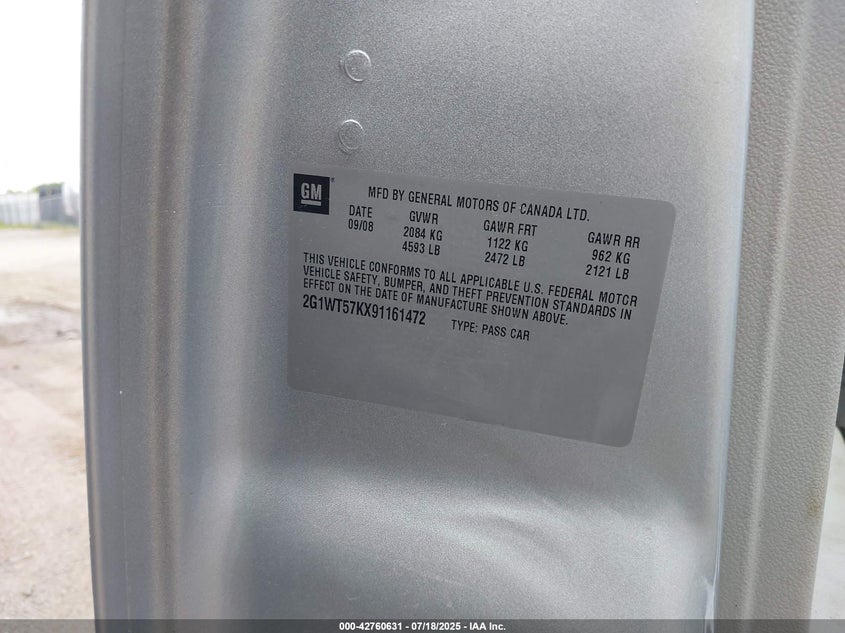 GM
MFD BY GENERAL MOTORS OF CANADA LTD.
DATE GVWR GAWR FRT GAWR RR
09/08 2084 KG 1122 KG 962 KG
4593 LB 2472 LB 2121 LB
THIS VEHICLE CONFORMS TO ALL APPLICABLE U.S. FEDERAL MOTOR
VEHICLE SAFETY, BUMPER, AND THEFT PREVENTION STANDARDS IN
EFFECT ON THE DATE OF MANUFACTURE SHOWN ABOVE.
2G1WT57KX91161472 TYPE: PASS CAR
000-42760631 - 07/18/2025 - IAA Inc.